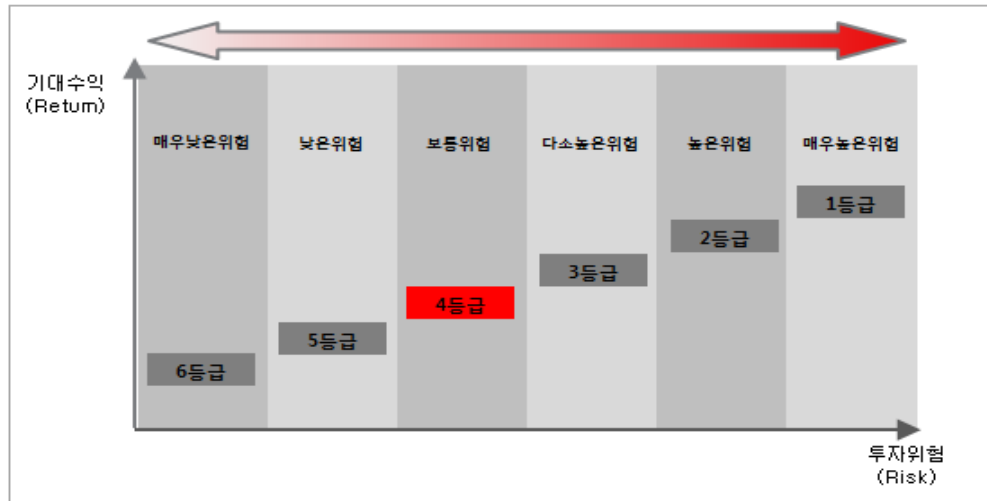 기대수익
(Return)
매우낮은위험
낮은위험
보통위험
다소높은위험
높은위험
매우높은위험
1등급
2등급
3등급
4등급
5등급
6등급
투자위험
(Risk)